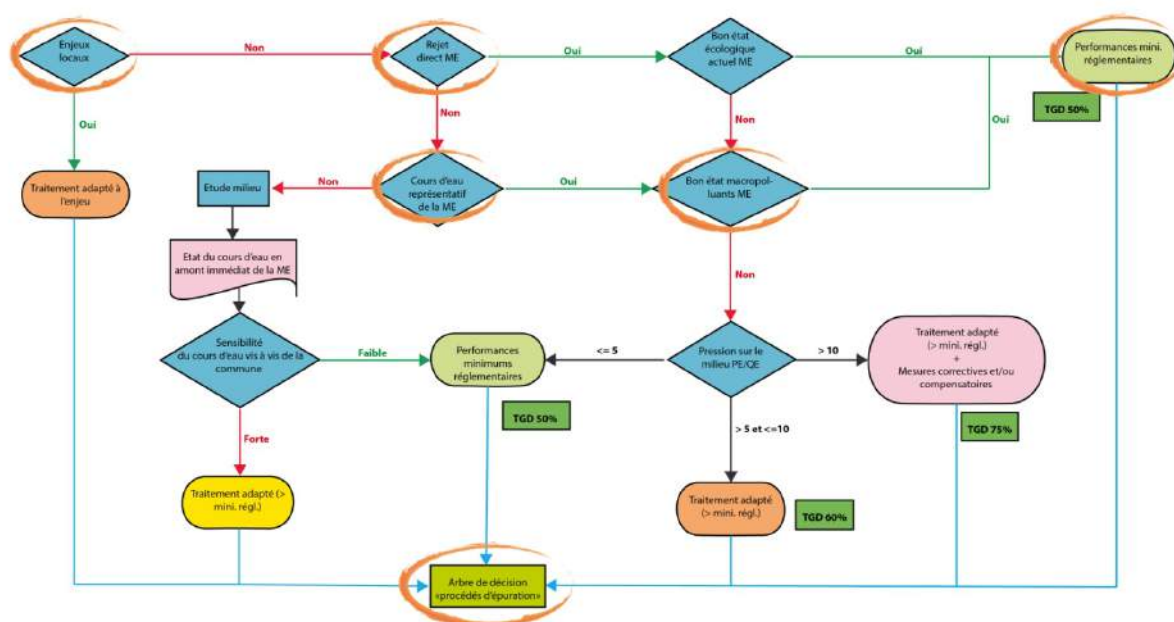 Enjeux
locaux
Non
Rejet
direct ME
Oui
Bon état
écologique
actuel ME
Oui
Performances mini.
réglementaires
TGD 50%
Oui
Non
Non
Oui
Traitement adapté à
l'enjeu
Etude milieu
Non
Cours d'eau
représentatif
de la ME
Oui
Bon état macropol-
luants ME
Etat du cours d'eau en
amont immédiat de la ME
Non
Sensibilité
du cours d'eau vis à vis de la
commune
Faible
Performances
minimums
réglementaires
<= 5
Pression sur le
milieu PE/QE
> 10
Traitement adapté
(> mini. régl.)
+
Mesures correctives et/ou
compensatoires
TGD 50%
TGD 75%
Forte
> 5 et <=10
Traitement adapté (>
mini. régl.)
Traitement adapté
(> mini. régl.)
TGD 60%
Arbre de décision
«procédés d'épuration»